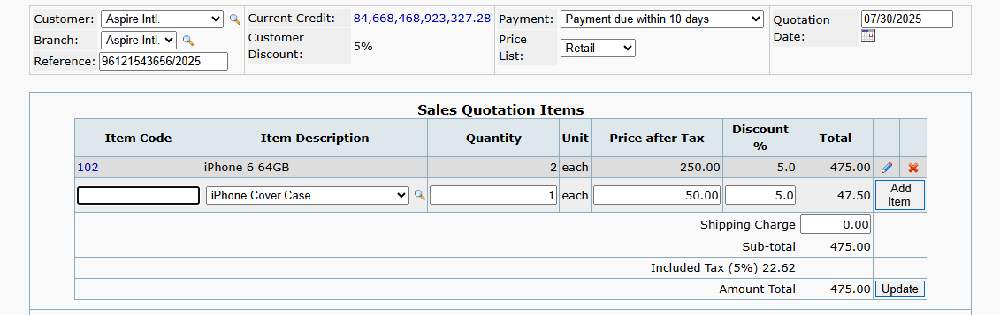 Customer: Aspire Intl. Current Credit: 84,668,468,923,327.28 Payment: Payment due within 10 days Quotation Date: 07/30/2025
Branch: Aspire Intl. Customer Discount: 5% Price List: Retail
Reference: 96121543656/2025
Sales Quotation Items
Item Code Item Description Quantity Unit Price after Tax Discount % Total
102 iPhone 6 64GB 2 each 250.00 5.0 475.00
iPhone Cover Case 1 each 50.00 5.0 47.50 Add Item
Shipping Charge 0.00
Sub-total 475.00
Included Tax (5%) 22.62
Amount Total 475.00 Update